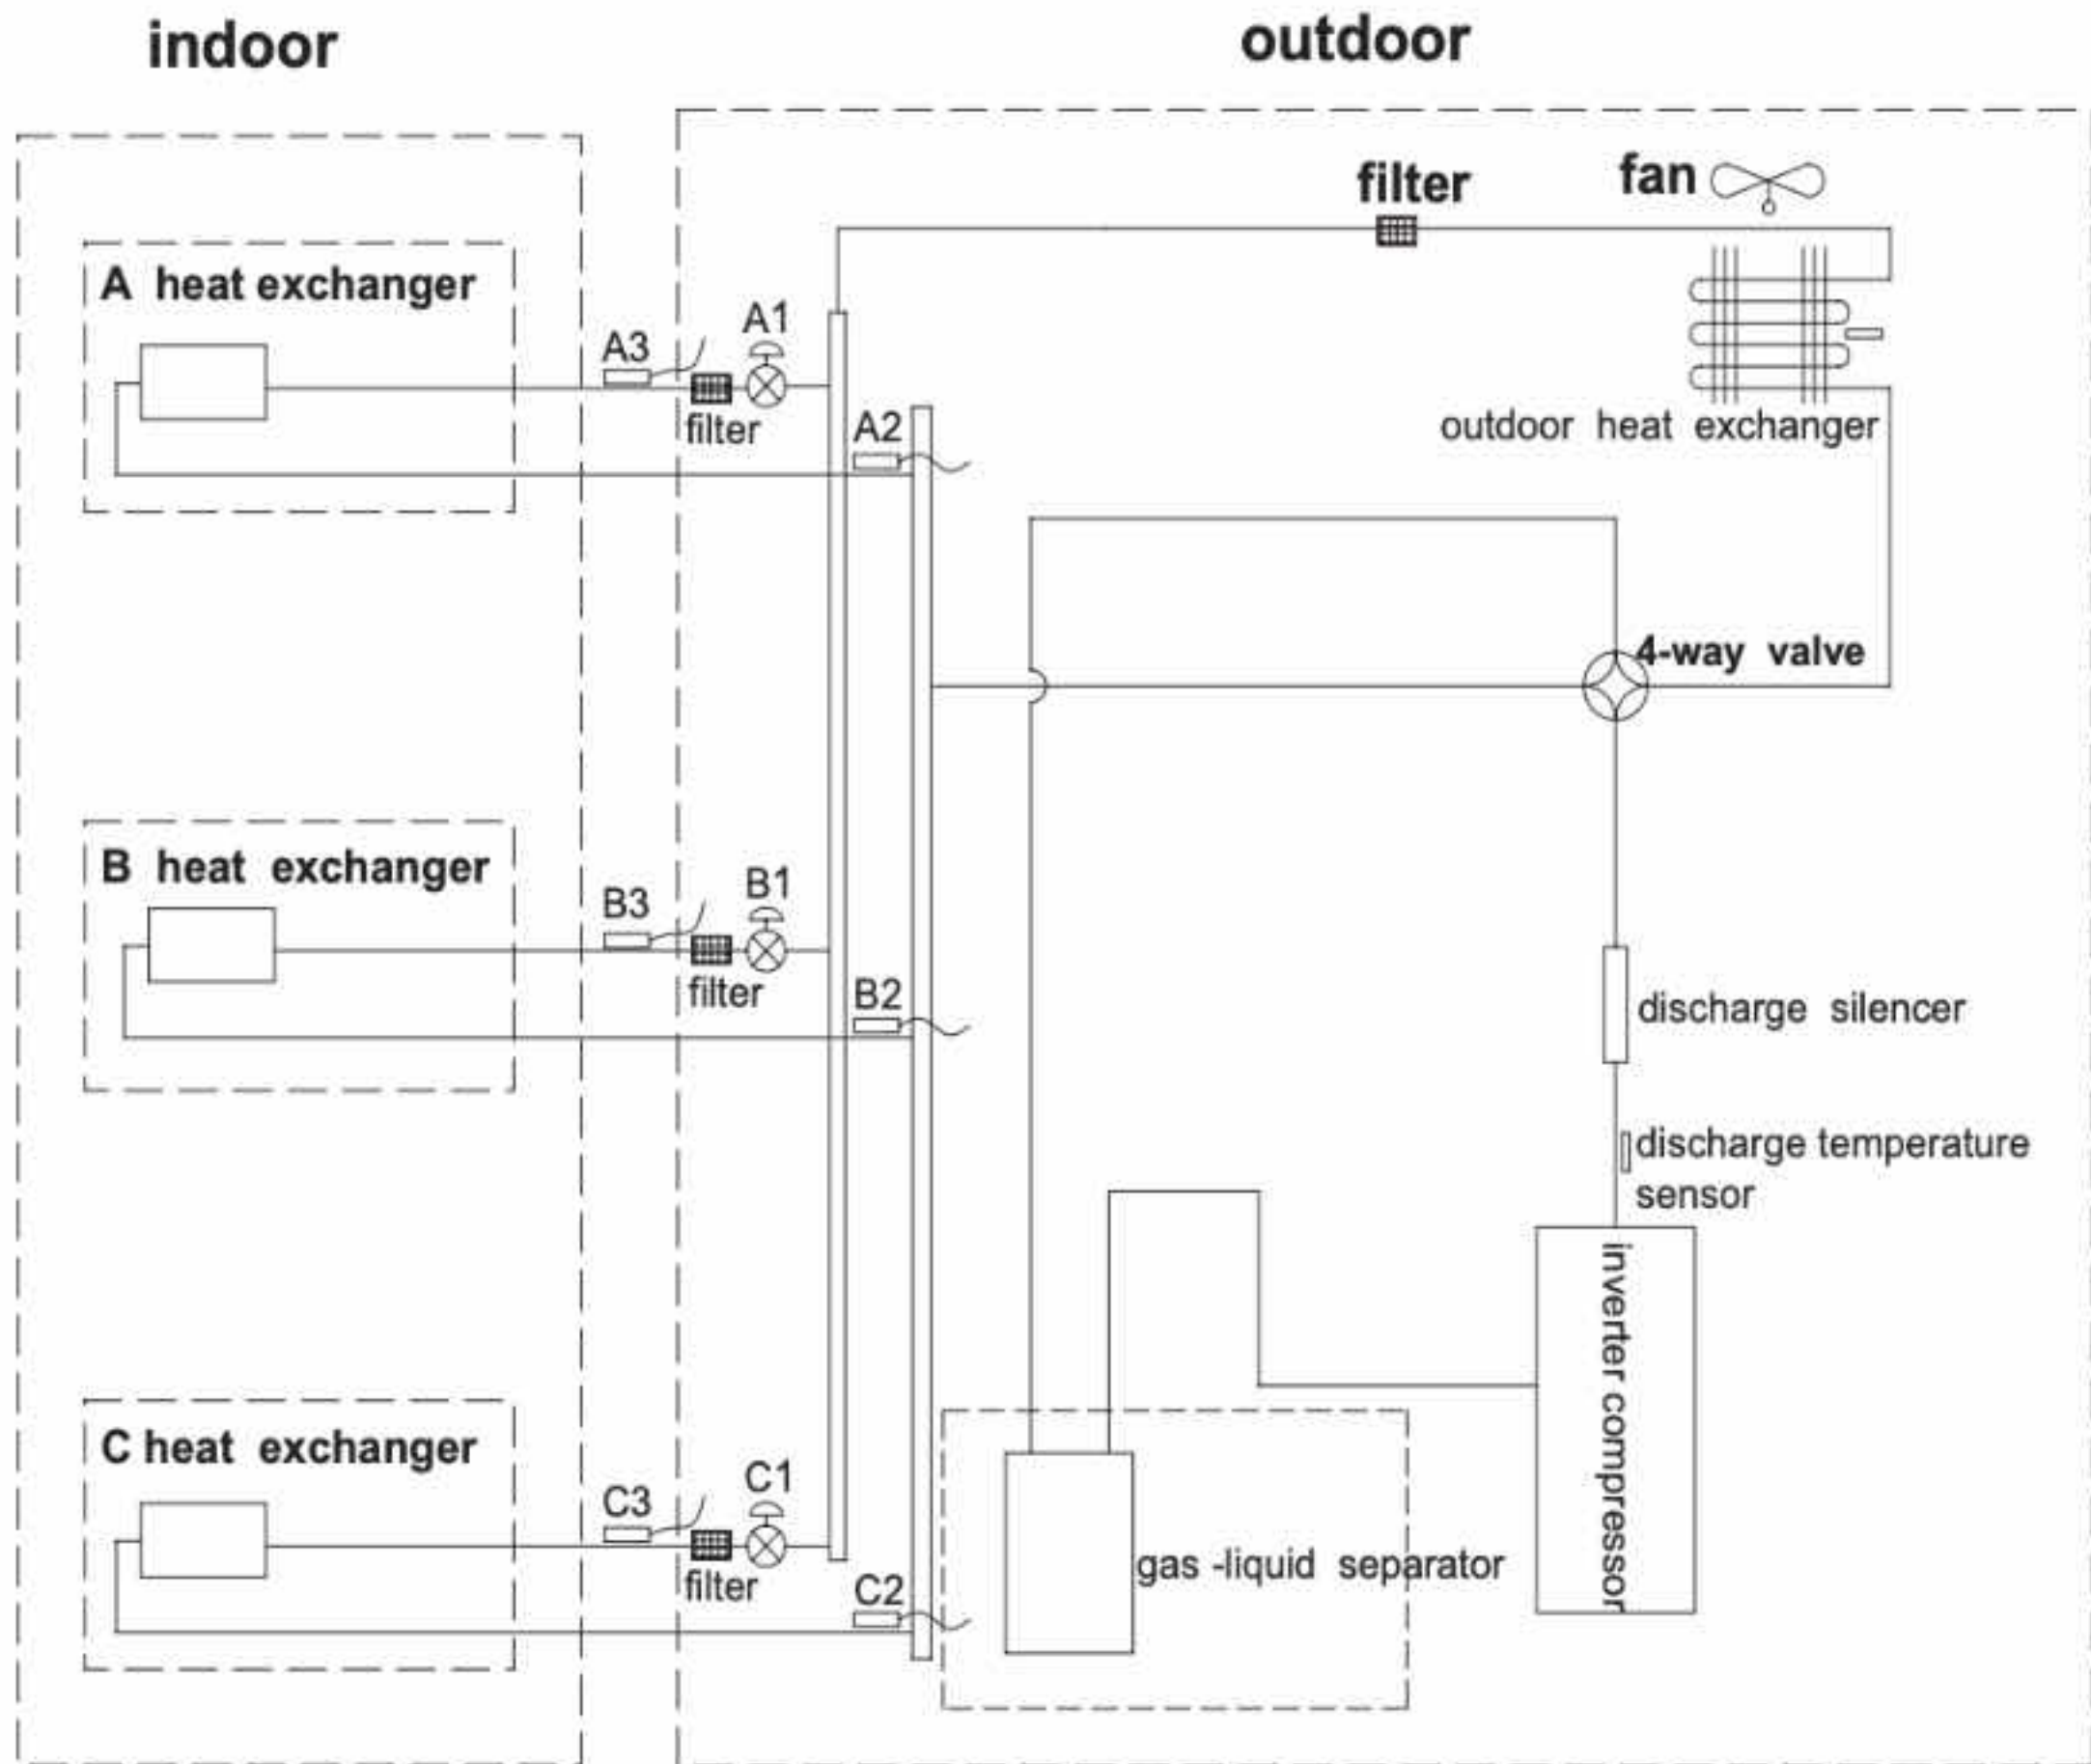 indoor
outdoor
filter
fan
A heat exchanger
A3
A1
filter
A2
outdoor heat exchanger
4-way valve
B heat exchanger
B3
B1
filter
B2
discharge silencer
discharge temperature
sensor
inverter compressor
C heat exchanger
C3
C1
filter
C2
gas -liquid separator